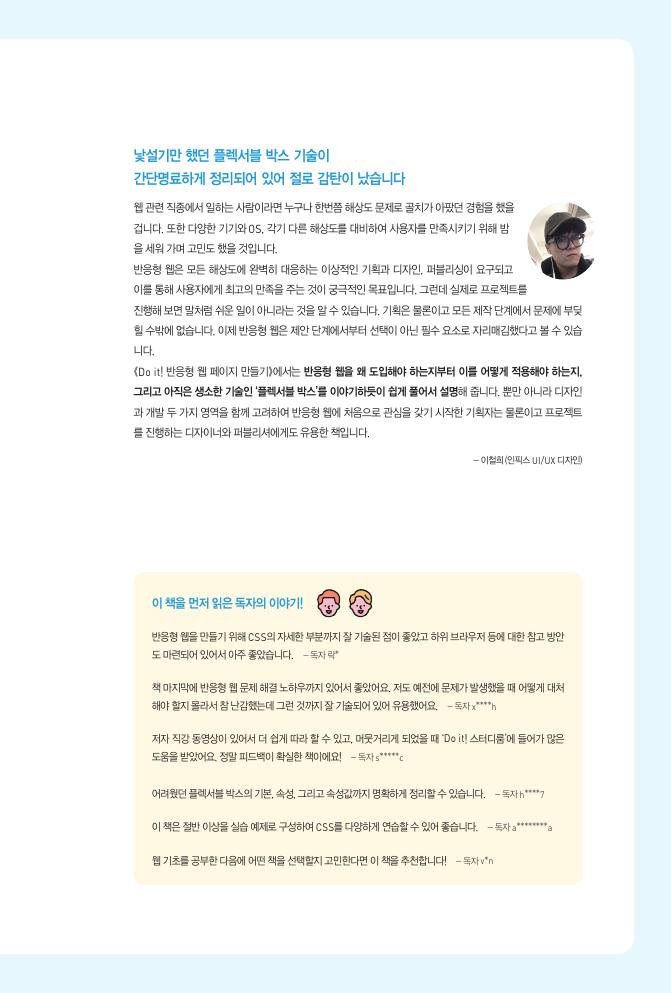 낯설기만 했던 플렉서블 박스 기술이
간단명료하게 정리되어 있어 절로 감탄이 났습니다
웹 관련 직종에서 일하는 사람이라면 누구나 한번쯤 해상도 문제로 골치가 아팠던 경험을 했을
겁니다. 또한 다양한 기기와 OS, 각기 다른 해상도를 대비하여 사용자를 만족시키기 위해 밤
을 세워 가며 고민도 했을 것입니다.
반응형 웹은 모든 해상도에 완벽히 대응하는 이상적인 기획과 디자인, 퍼블리싱이 요구되고
이를 통해 사용자에게 최고의 만족을 주는 것이 궁극적인 목표입니다. 그런데 실제로 프로젝트를
진행해 보면 말처럼 쉬운 일이 아니라는 것을 알 수 있습니다. 기획은 물론이고 모든 제작 단계에서 문제에 부딪
힐 수밖에 없습니다. 이제 반응형 웹은 제안 단계에서부터 선택이 아닌 필수 요소로 자리매김했다고 볼 수 있습
니다.
《Do it! 반응형 웹 페이지 만들기》에서는 반응형 웹을 왜 도입해야 하는지부터 이를 어떻게 적용해야 하는지,
그리고 아직은 생소한 기술인 '플렉서블 박스'를 이야기하듯이 쉽게 풀어서 설명해 줍니다. 뿐만 아니라 디자인
과 개발 두 가지 영역을 함께 고려하여 반응형 웹에 처음으로 관심을 갖기 시작한 기획자는 물론이고 프로젝트
를 진행하는 디자이너와 퍼블리셔에게도 유용한 책입니다.
– 이철희(인픽스 UI/UX 디자인)
이 책을 먼저 읽은 독자의 이야기!
반응형 웹을 만들기 위해 CSS의 자세한 부분까지 잘 기술된 점이 좋았고 하위 브라우저 등에 대한 참고 방안
도 마련되어 있어서 아주 좋았습니다. – 독자 락*
책 마지막에 반응형 웹 문제 해결 노하우까지 있어서 좋았어요. 저도 예전에 문제가 발생했을 때 어떻게 대처
해야 할지 몰라서 참 난감했는데 그런 것까지 잘 기술되어 있어 유용했어요. – 독자 x****h
저자 직강 동영상이 있어서 더 쉽게 따라 할 수 있고, 머뭇거리게 되었을 때 'Do it! 스터디룸'에 들어가 많은
도움을 받았어요. 정말 피드백이 확실한 책이에요! – 독자 s*****c
어려웠던 플렉서블 박스의 기본, 속성, 그리고 속성값까지 명확하게 정리할 수 있습니다. – 독자 h****7
이 책은 절반 이상을 실습 예제로 구성하여 CSS를 다양하게 연습할 수 있어 좋습니다. – 독자 a********a
웹 기초를 공부한 다음에 어떤 책을 선택할지 고민한다면 이 책을 추천합니다! – 독자 v*n